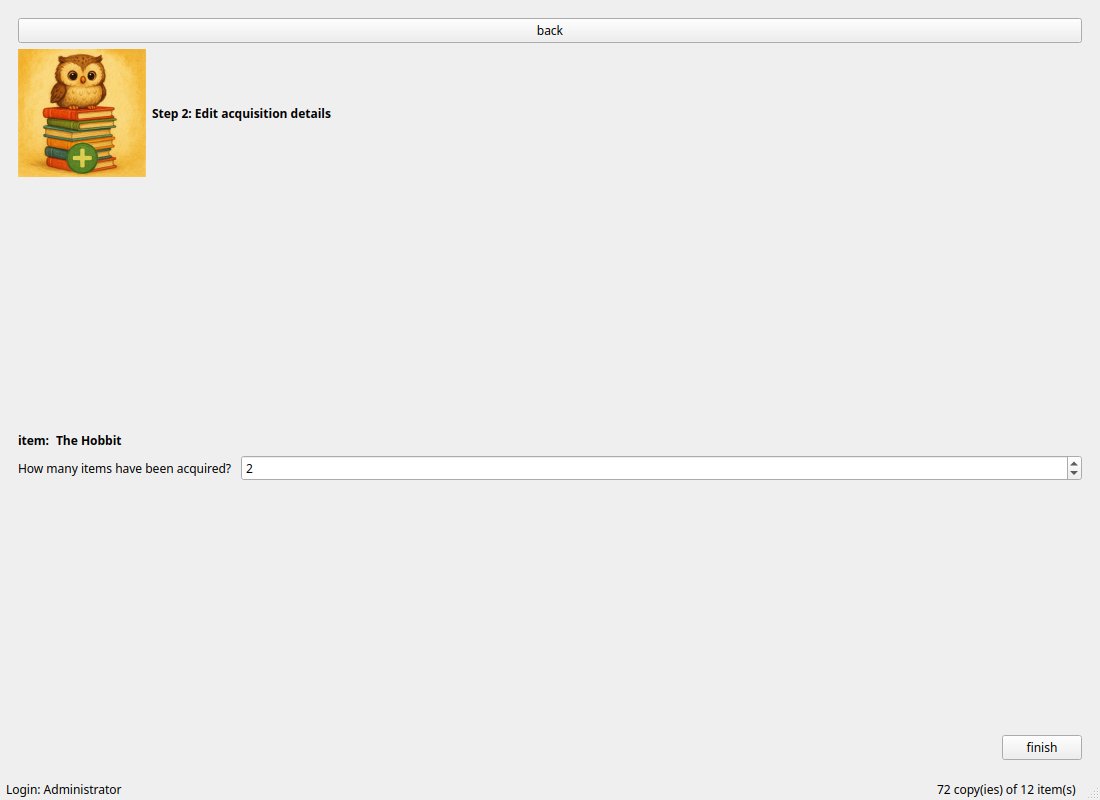 back
Step 2: Edit acquisition details
item: The Hobbit
How many items have been acquired? 2
finish
Login: Administrator 72 copy(ies) of 12 item(s)